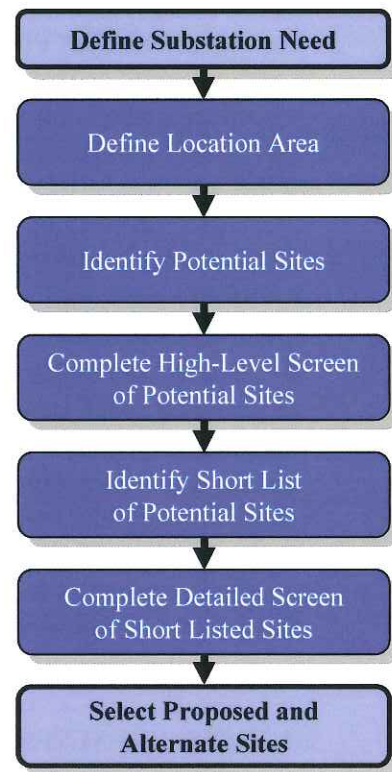 Define Substation Need
Define Location Area
Identify Potential Sites
Complete High-Level Screen
of Potential Sites
Identify Short List
of Potential Sites
Complete Detailed Screen
of Short Listed Sites
Select Proposed and
Alternate Sites